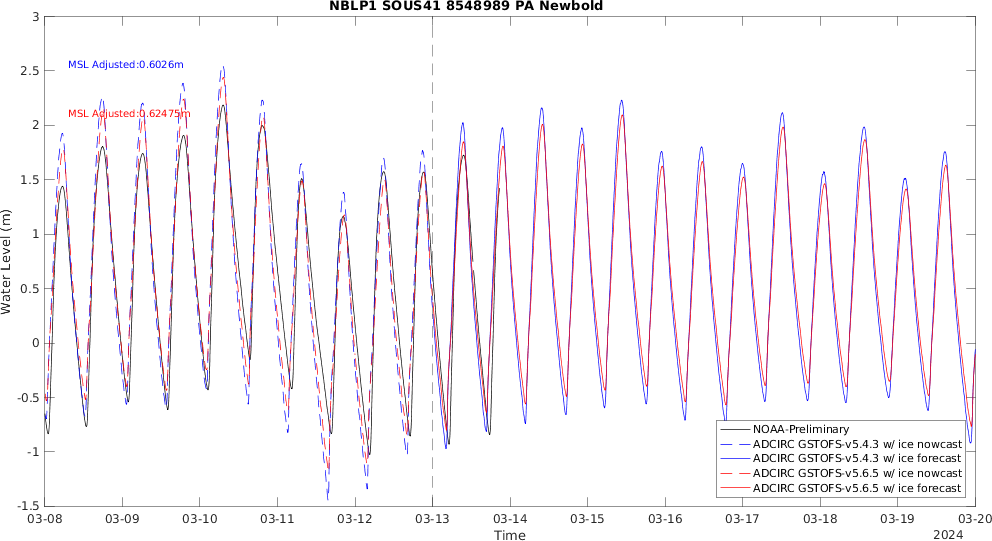 NBLP1 SOUS41 8548989 PA Newbold
3
2.5
2
1.5
1
0.5
0
-0.5
-1
-1.5
Water Level (m)
MSL Adjusted:0.6026m
MSL Adjusted:0.62475m
NOAA-Preliminary
ADCIRC GSTOFS-v5.4.3 w/ ice nowcast
ADCIRC GSTOFS-v5.4.3 w/ ice forecast
ADCIRC GSTOFS-v5.6.5 w/ ice nowcast
ADCIRC GSTOFS-v5.6.5 w/ ice forecast
03-08 03-09 03-10 03-11 03-12 03-13 03-14 03-15 03-16 03-17 03-18 03-19 03-20
Time
2024